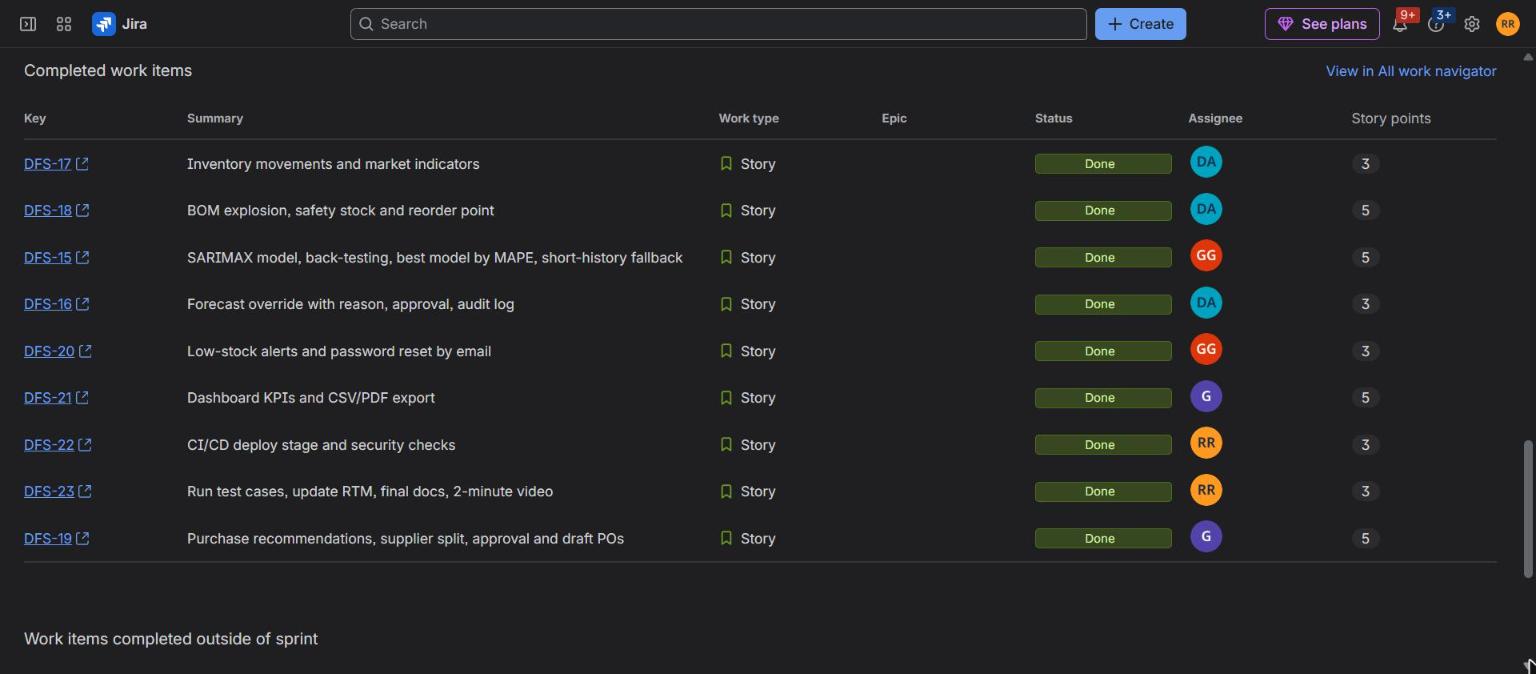 Jira
Search
+ Create
See plans
9+
3+
RR
Completed work items
View in All work navigator
Key Summary Work type Epic Status Assignee Story points
DFS-17 Inventory movements and market indicators Story Done DA 3
DFS-18 BOM explosion, safety stock and reorder point Story Done DA 5
DFS-15 SARIMAX model, back-testing, best model by MAPE, short-history fallback Story Done GG 5
DFS-16 Forecast override with reason, approval, audit log Story Done DA 3
DFS-20 Low-stock alerts and password reset by email Story Done GG 3
DFS-21 Dashboard KPIs and CSV/PDF export Story Done G 5
DFS-22 CI/CD deploy stage and security checks Story Done RR 3
DFS-23 Run test cases, update RTM, final docs, 2-minute video Story Done RR 3
DFS-19 Purchase recommendations, supplier split, approval and draft POs Story Done G 5
Work items completed outside of sprint